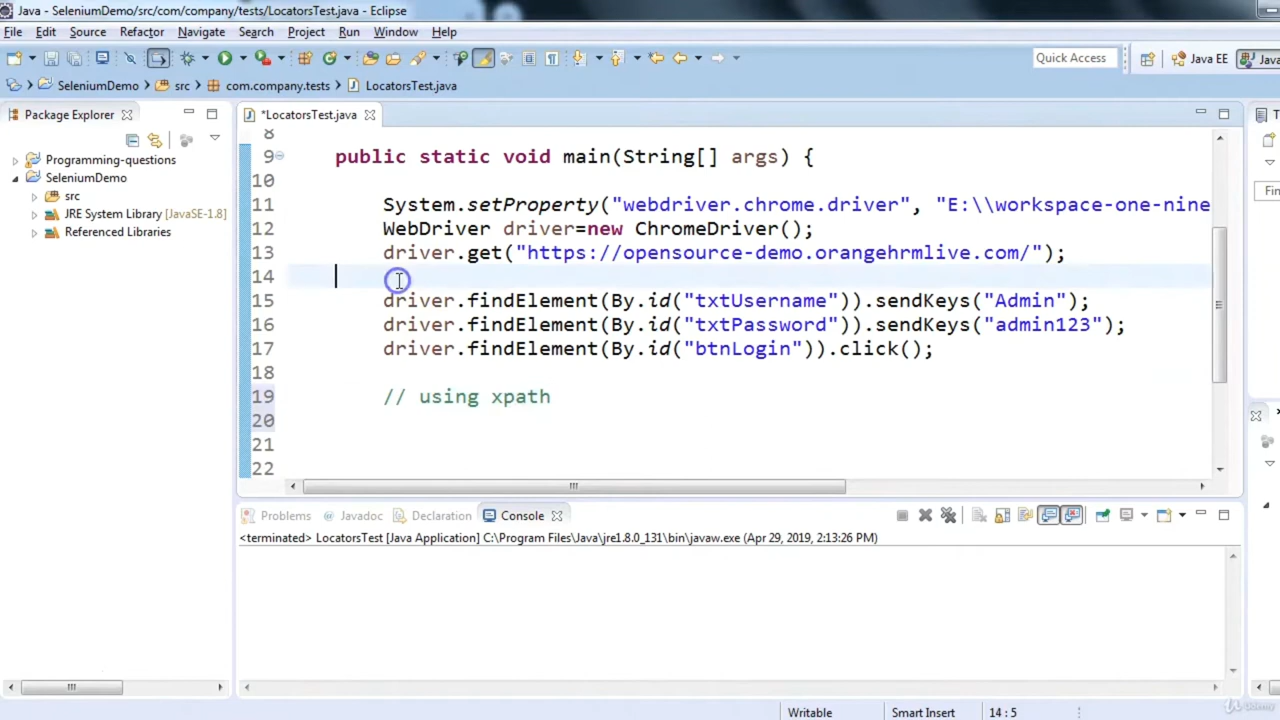 Java - SeleniumDemo/src/com/company/tests/LocatorsTest.java - Eclipse
File Edit Source Refactor Navigate Search Project Run Window Help
Quick Access
Java EE
Java
SeleniumDemo
src
com.company.tests
LocatorsTest.java
Package Explorer
*LocatorsTest.java
Programming-questions
SeleniumDemo
src
JRE System Library [JavaSE-1.8]
Referenced Libraries
8
9 public static void main(String[] args) {
10
11 System.setProperty("webdriver.chrome.driver", "E:\\workspace-one-nine
12 WebDriver driver=new ChromeDriver();
13 driver.get("https://opensource-demo.orangehrmlive.com/");
14
15 driver.findElement(By.id("txtUsername")).sendKeys("Admin");
16 driver.findElement(By.id("txtPassword")).sendKeys("admin123");
17 driver.findElement(By.id("btnLogin")).click();
18
19 // using xpath
20
21
22
T
Fin
Problems @ Javadoc Declaration Console
<terminated> LocatorsTest [Java Application] C:\Program Files\Java\jre1.8.0_131\bin\javaw.exe (Apr 29, 2019, 2:13:26 PM)
Writable
Smart Insert
14 : 5
Udemy